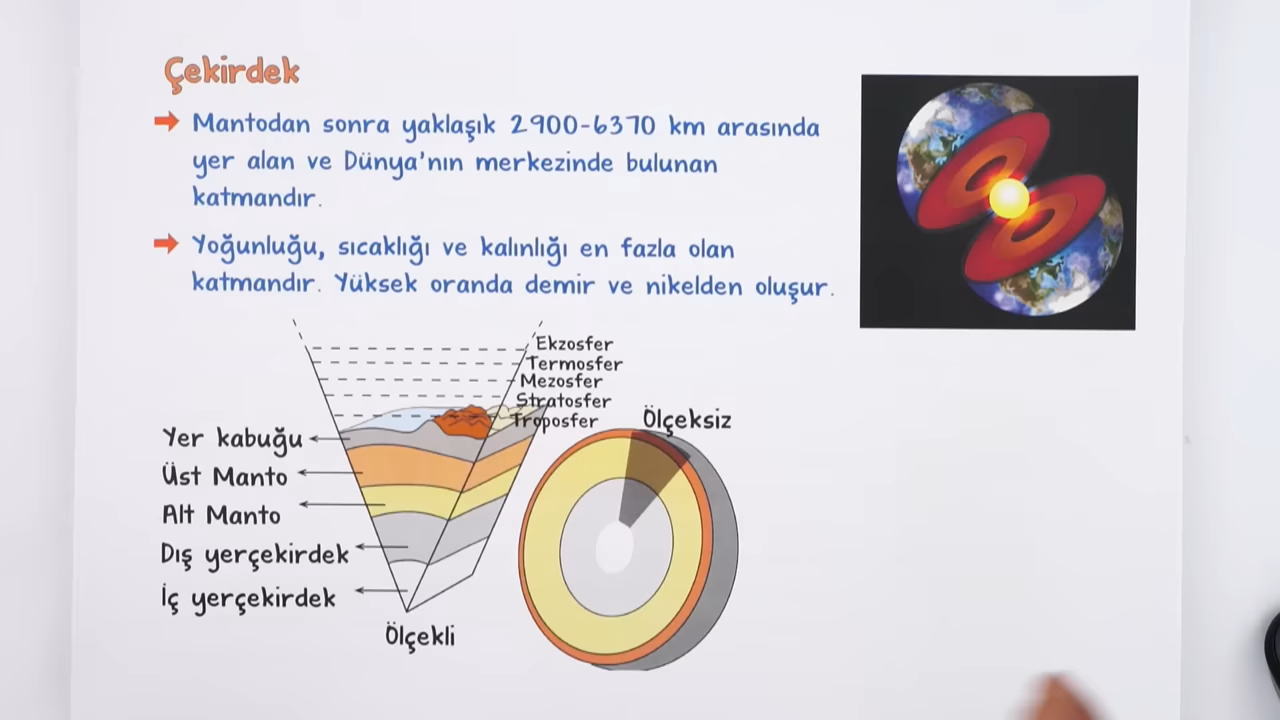 Çekirdek
Mantodan sonra yaklaşık 2900-6370 km arasında
yer alan ve Dünya'nın merkezinde bulunan
katmandır.
Yoğunluğu, sıcaklığı ve kalınlığı en fazla olan
katmandır. Yüksek oranda demir ve nikelden oluşur.
Ekzosfer
Termosfer
Mezosfer
Stratosfer
Troposfer
Ölçeksiz
Yer kabuğu
Üst Manto
Alt Manto
Dış yerçekirdek
İç yerçekirdek
Ölçekli